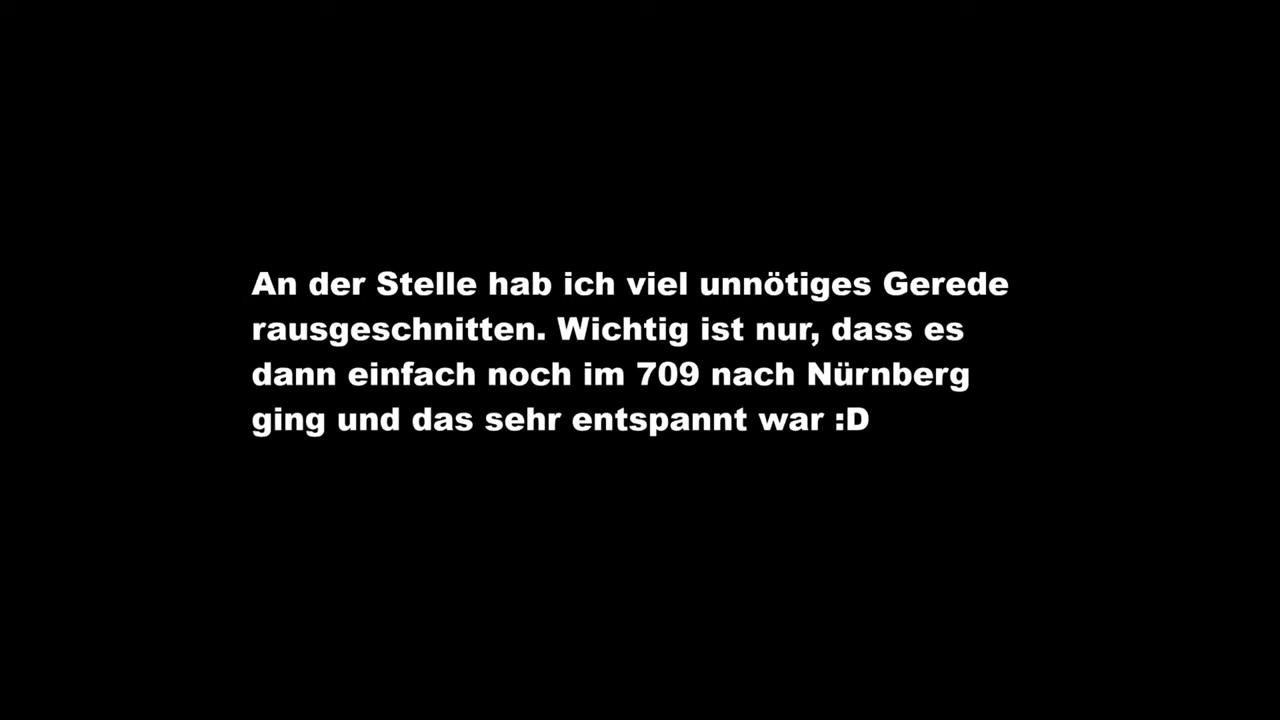 An der Stelle hab ich viel unnötiges Gerede
rausgeschnitten. Wichtig ist nur, dass es
dann einfach noch im 709 nach Nürnberg
ging und das sehr entspannt war :D